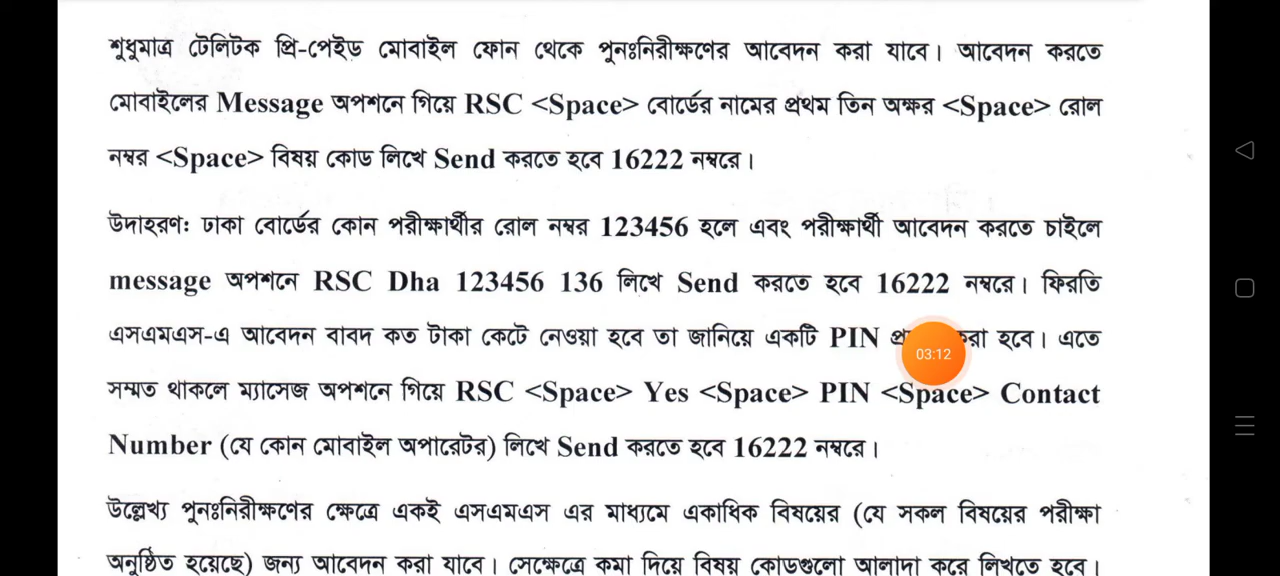 শুধুমাত্র টেলিটক প্রি-পেইড মোবাইল ফোন থেকে পুনঃনিরীক্ষণের আবেদন করা যাবে। আবেদন করতে
মোবাইলের Message অপশনে গিয়ে RSC <Space> বোর্ডের নামের প্রথম তিন অক্ষর <Space> রোল
নম্বর <Space> বিষয় কোড লিখে Send করতে হবে 16222 নম্বরে।
উদাহরণ: ঢাকা বোর্ডের কোন পরীক্ষার্থীর রোল নম্বর 123456 হলে এবং পরীক্ষার্থী আবেদন করতে চাইলে
message অপশনে RSC Dha 123456 136 লিখে Send করতে হবে 16222 নম্বরে। ফিরতি
এসএমএস-এ আবেদন বাবদ কত টাকা কেটে নেওয়া হবে তা জানিয়ে একটি PIN হবে। এতে
03:12
সম্মত থাকলে ম্যাসেজ অপশনে গিয়ে RSC <Space> Yes <Space> PIN <Space> Contact
Number (যে কোন মোবাইল অপারেটর) লিখে Send করতে হবে 16222 নম্বরে।
উল্লেখ্য পুনঃনিরীক্ষণের ক্ষেত্রে একই এসএমএস এর মাধ্যমে একাধিক বিষয়ের (যে সকল বিষয়ের পরীক্ষা
অনুষ্ঠিত হয়েছে) জন্য আবেদন করা যাবে। সেক্ষেত্রে কমা দিয়ে বিষয় কোডগুলো আলাদা করে লিখতে হবে।